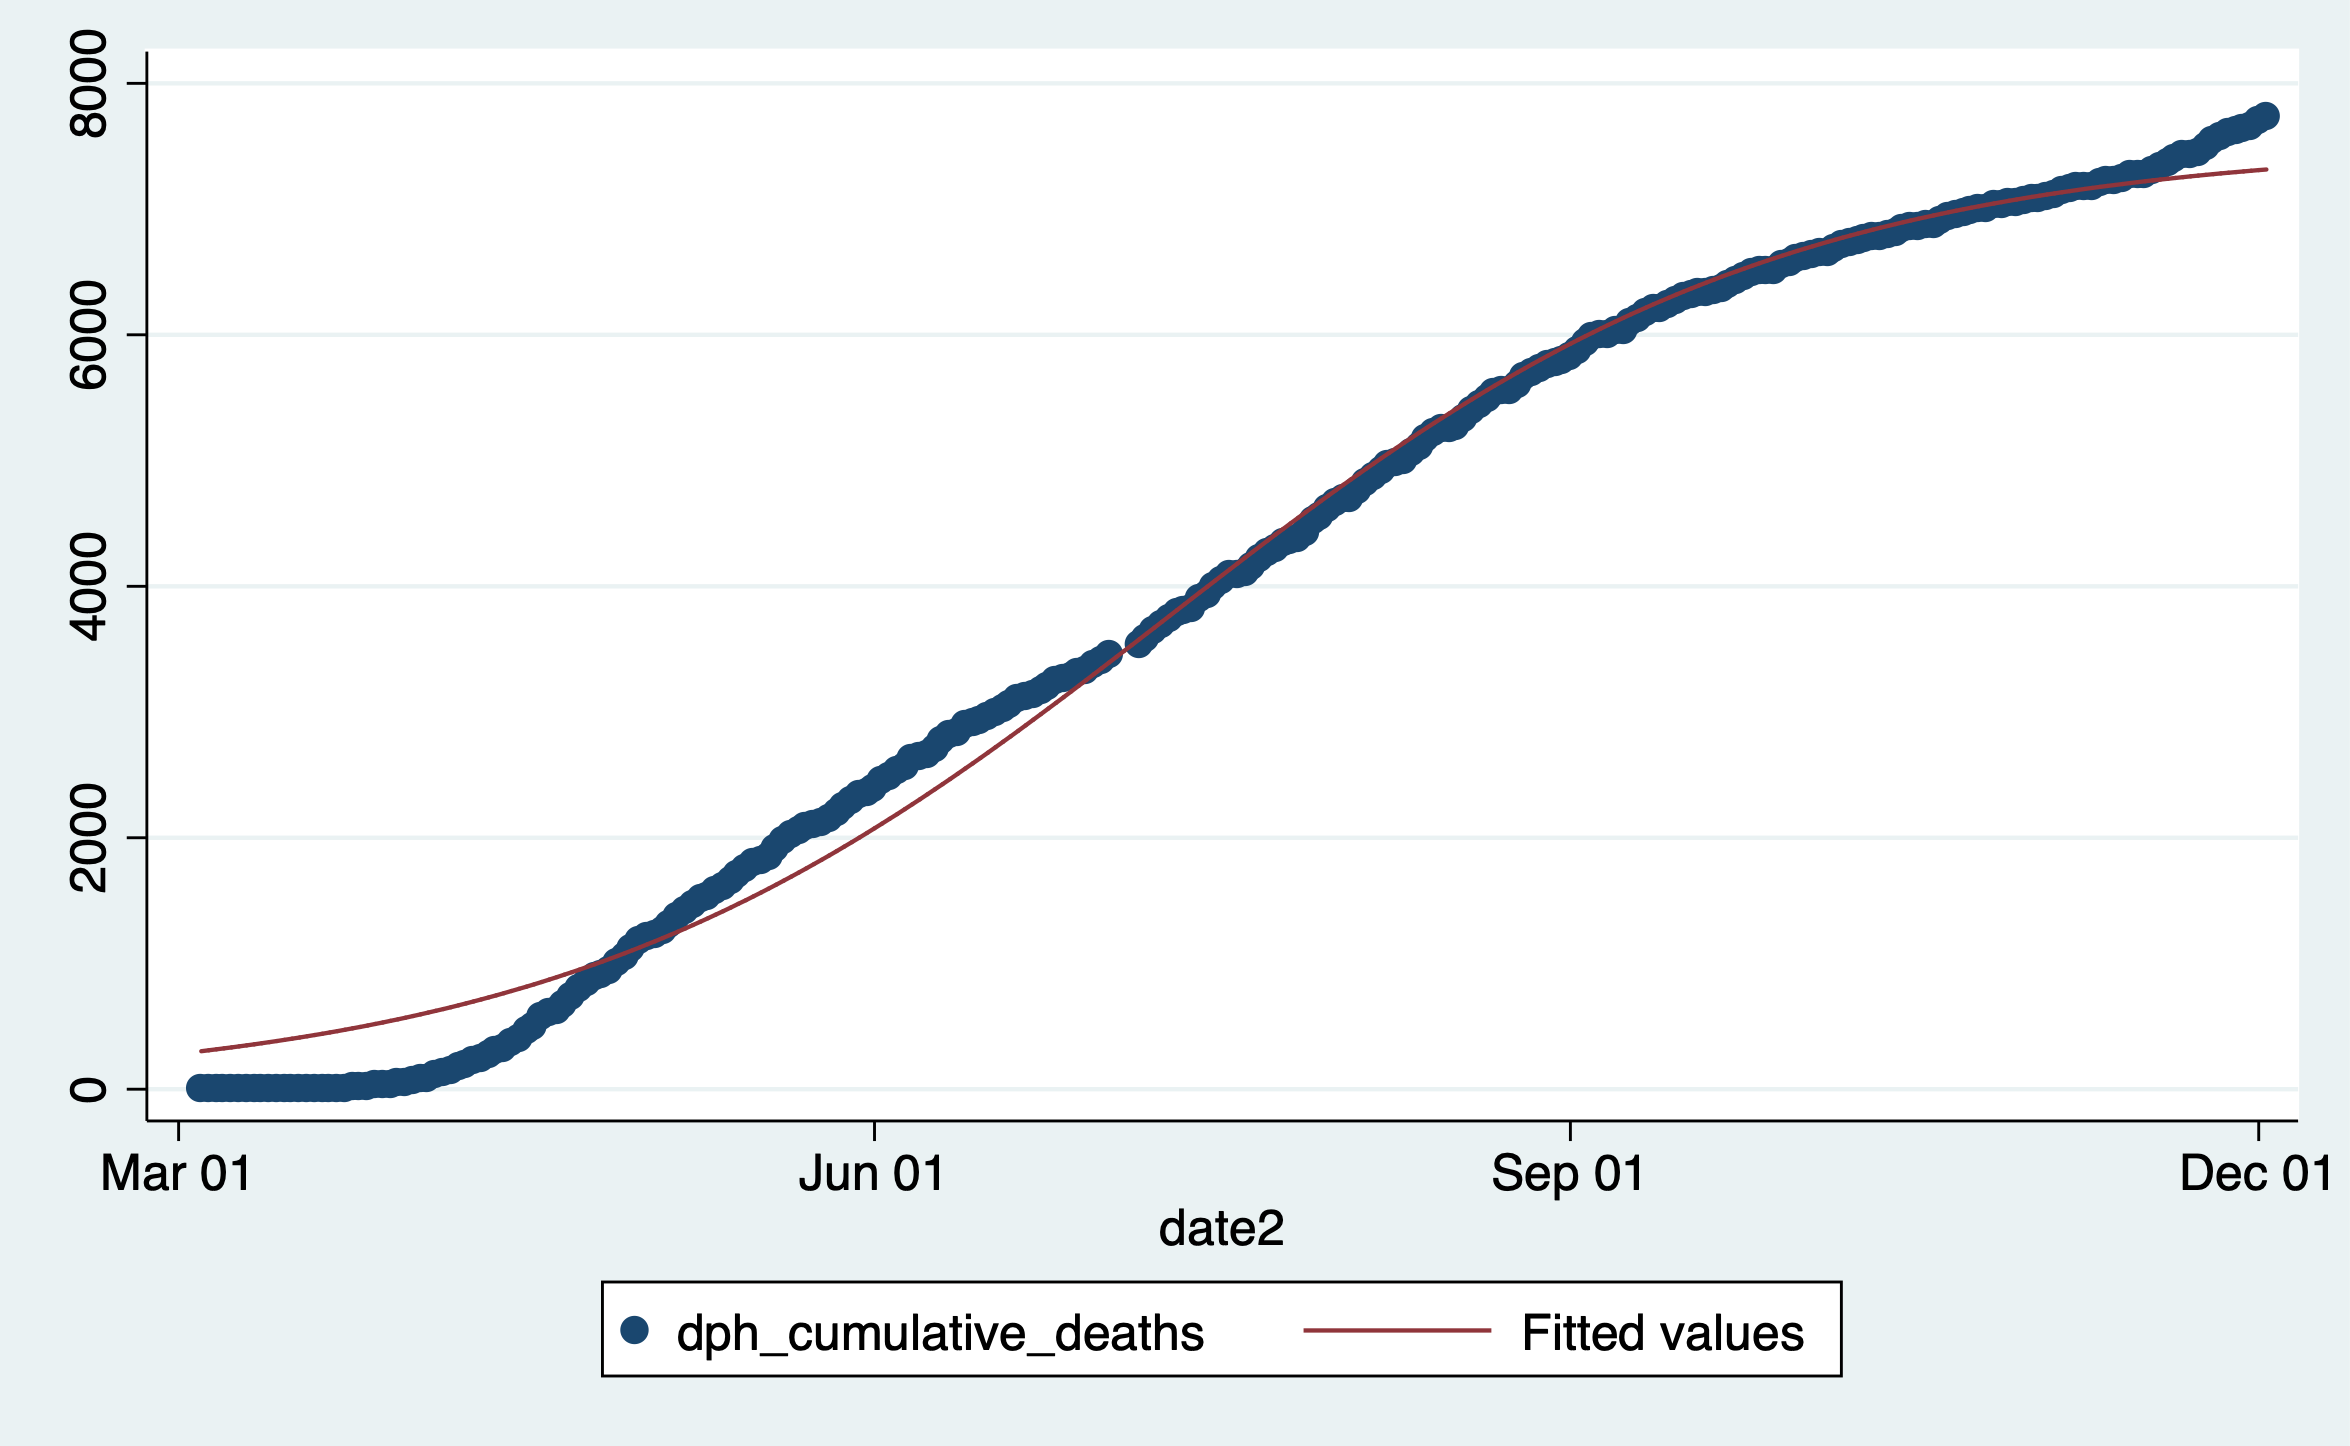 8000
6000
4000
2000
0
Mar 01 Jun 01 Sep 01 Dec 01
date2
dph_cumulative_deaths Fitted values